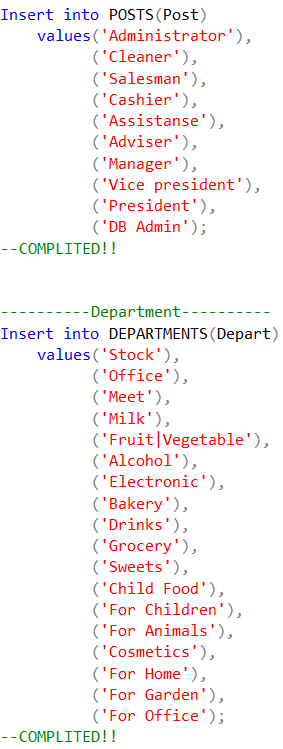 Insert into POSTS(Post)
values('Administrator'),
('Cleaner'),
('Salesman'),
('Cashier'),
('Assistanse'),
('Adviser'),
('Manager'),
('Vice president'),
('President'),
('DB Admin');
--COMPLITED!!
----------Department----------
Insert into DEPARTMENTS(Depart)
values('Stock'),
('Office'),
('Meet'),
('Milk'),
('Fruit|Vegetable'),
('Alcohol'),
('Electronic'),
('Bakery'),
('Drinks'),
('Grocery'),
('Sweets'),
('Child Food'),
('For Children'),
('For Animals'),
('Cosmetics'),
('For Home'),
('For Garden'),
('For Office');
--COMPLITED!!